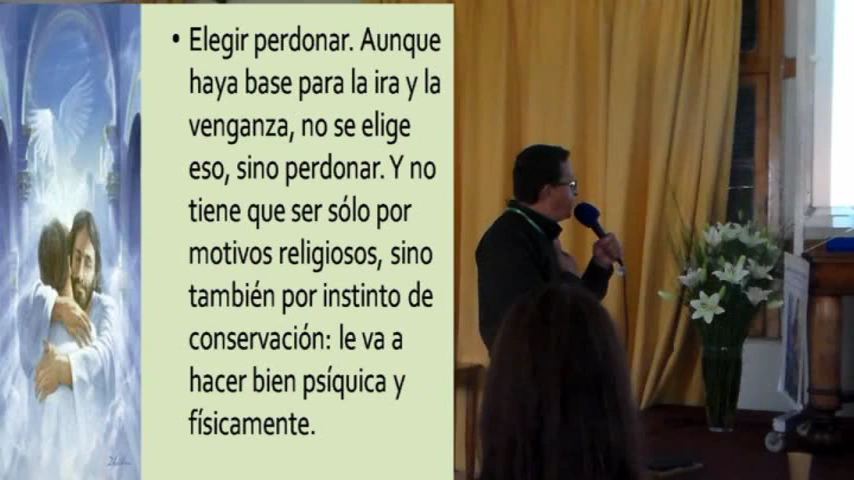 • Elegir perdonar. Aunque
haya base para la ira y la
venganza, no se elige
eso, sino perdonar. Y no
tiene que ser sólo por
motivos religiosos, sino
también por instinto de
conservación: le va a
hacer bien psíquica y
físicamente.